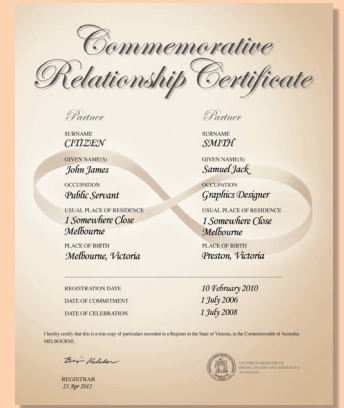 Commemorative
Relationship Certificate
Partner
SURNAME
CITIZEN
GIVEN NAME(S)
John James
OCCUPATION
Public Servant
USUAL PLACE OF RESIDENCE
1 Somewhere Close
Melbourne
PLACE OF BIRTH
Melbourne, Victoria
Partner
SURNAME
SMITH
GIVEN NAME(S)
Samuel Jack
OCCUPATION
Graphics Designer
USUAL PLACE OF RESIDENCE
1 Somewhere Close
Melbourne
PLACE OF BIRTH
Preston, Victoria
REGISTRATION DATE 10 February 2010
DATE OF COMMITMENT 1 July 2006
DATE OF CELEBRATION 1 July 2008
I hereby certify that this is a true copy of particulars recorded in a Register in the State of Victoria, in the Commonwealth of Australia.
MELBOURNE
REGISTRAR
23 Apr 2012
VICTORIAN REGISTRY OF
BIRTHS, DEATHS AND MARRIAGES
AUSTRALIA